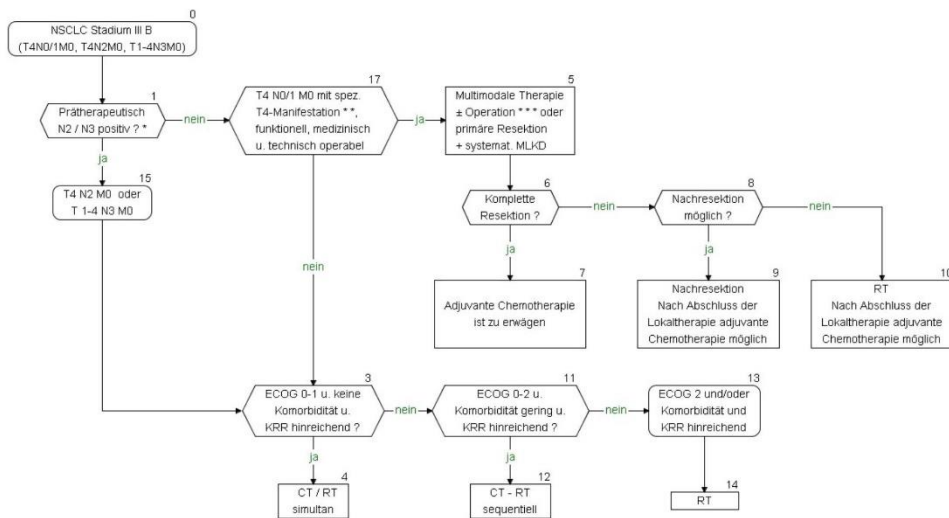 0
NSCLC Stadium III B
(T4N0/1M0, T4N2M0, T1-4N3M0)
1
Prätherapeutisch
N2 / N3 positiv ? *
nein
ja
17
T4 N0/1 M0 mit spez.
T4-Manifestation * *,
funktionell, medizinisch
u. technisch operabel
ja
nein
5
Multimodale Therapie
± Operation * * * oder
primäre Resektion
+ systemat. MLKD
15
T4 N2 M0 oder
T 1-4 N3 M0
6
Komplette
Resektion ?
nein
ja
8
Nachresektion
möglich ?
nein
ja
7
Adjuvante Chemotherapie
ist zu erwägen
9
Nachresektion
Nach Abschluss der
Lokaltherapie adjuvante
Chemotherapie möglich
10
RT
Nach Abschluss der
Lokaltherapie adjuvante
Chemotherapie möglich
3
ECOG 0-1 u. keine
Komorbidität u.
KRR hinreichend ?
nein
ja
11
ECOG 0-2 u.
Komorbidität gering u.
KRR hinreichend ?
nein
ja
13
ECOG 2 und/oder
Komorbidität und
KRR hinreichend
4
CT / RT
simultan
12
CT - RT
sequentiell
14
RT